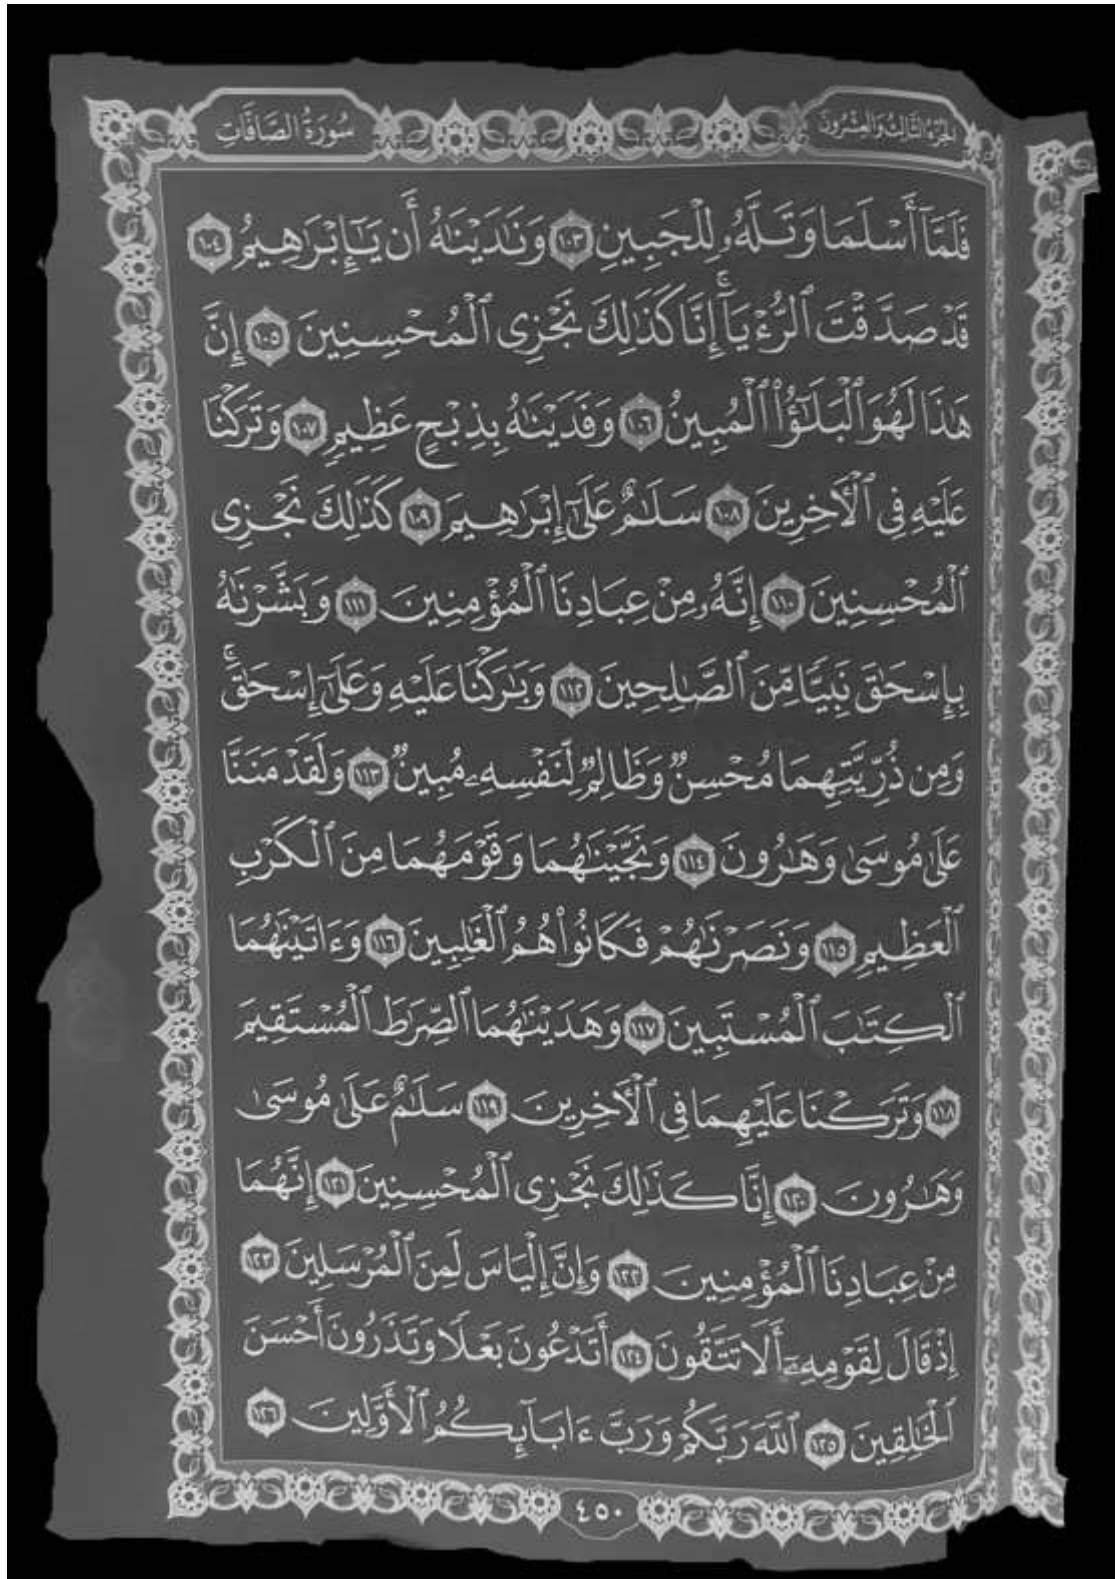 الجزء الثالث والعشرون
سورة الصافات
فَلَمَّآ أَسۡلَمَا وَتَلَّهُۥ لِلۡجَبِينِ ١٠٣ وَنَٰدَيۡنَٰهُ أَن يَٰٓإِبۡرَٰهِيمُ ١٠٤
قَدۡ صَدَّقۡتَ ٱلرُّءۡيَآۚ إِنَّا كَذَٰلِكَ نَجۡزِى ٱلۡمُحۡسِنِينَ ١٠٥ إِنَّ
هَٰذَا لَهُوَ ٱلۡبَلَٰٓؤُاْ ٱلۡمُبِينُ ١٠٦ وَفَدَيۡنَٰهُ بِذِبۡحٍ عَظِيمٖ ١٠٧ وَتَرَكۡنَا
عَلَيۡهِ فِى ٱلۡأٓخِرِينَ ١٠٨ سَلَٰمٌ عَلَىٰٓ إِبۡرَٰهِيمَ ١٠٩ كَذَٰلِكَ نَجۡزِى
ٱلۡمُحۡسِنِينَ ١١٠ إِنَّهُۥ مِنۡ عِبَادِنَا ٱلۡمُؤۡمِنِينَ ١١١ وَبَشَّرۡنَٰهُ
بِإِسۡحَٰقَ نَبِيّٗا مِّنَ ٱلصَّٰلِحِينَ ١١٢ وَبَٰرَكۡنَا عَلَيۡهِ وَعَلَىٰٓ إِسۡحَٰقَۚ
وَمِن ذُرِّيَّتِهِمَا مُحۡسِنٞ وَظَالِمٞ لِّنَفۡسِهِۦ مُبِينٞ ١١٣ وَلَقَدۡ مَنَنَّا
عَلَىٰ مُوسَىٰ وَهَٰرُونَ ١١٤ وَنَجَّيۡنَٰهُمَا وَقَوۡمَهُمَا مِنَ ٱلۡكَرۡبِ
ٱلۡعَظِيمِ ١١٥ وَنَصَرۡنَٰهُمۡ فَكَانُواْ هُمُ ٱلۡغَٰلِبِينَ ١١٦ وَءَاتَيۡنَٰهُمَا
ٱلۡكِتَٰبَ ٱلۡمُسۡتَبِينَ ١١٧ وَهَدَيۡنَٰهُمَا ٱلصِّرَٰطَ ٱلۡمُسۡتَقِيمَ
١١٨ وَتَرَكۡنَا عَلَيۡهِمَا فِى ٱلۡأٓخِرِينَ ١١٩ سَلَٰمٌ عَلَىٰ مُوسَىٰ
وَهَٰرُونَ ١٢٠ إِنَّا كَذَٰلِكَ نَجۡزِى ٱلۡمُحۡسِنِينَ ١٢١ إِنَّهُمَا
مِنۡ عِبَادِنَا ٱلۡمُؤۡمِنِينَ ١٢٢ وَإِنَّ إِلۡيَاسَ لَمِنَ ٱلۡمُرۡسَلِينَ ١٢٣
إِذۡ قَالَ لِقَوۡمِهِۦٓ أَلَا تَتَّقُونَ ١٢٤ أَتَدۡعُونَ بَعۡلٗا وَتَذَرُونَ أَحۡسَنَ
ٱلۡخَٰلِقِينَ ١٢٥ ٱللَّهَ رَبَّكُمۡ وَرَبَّ ءَابَآئِكُمُ ٱلۡأَوَّلِينَ ١٢٦
٤٥٠